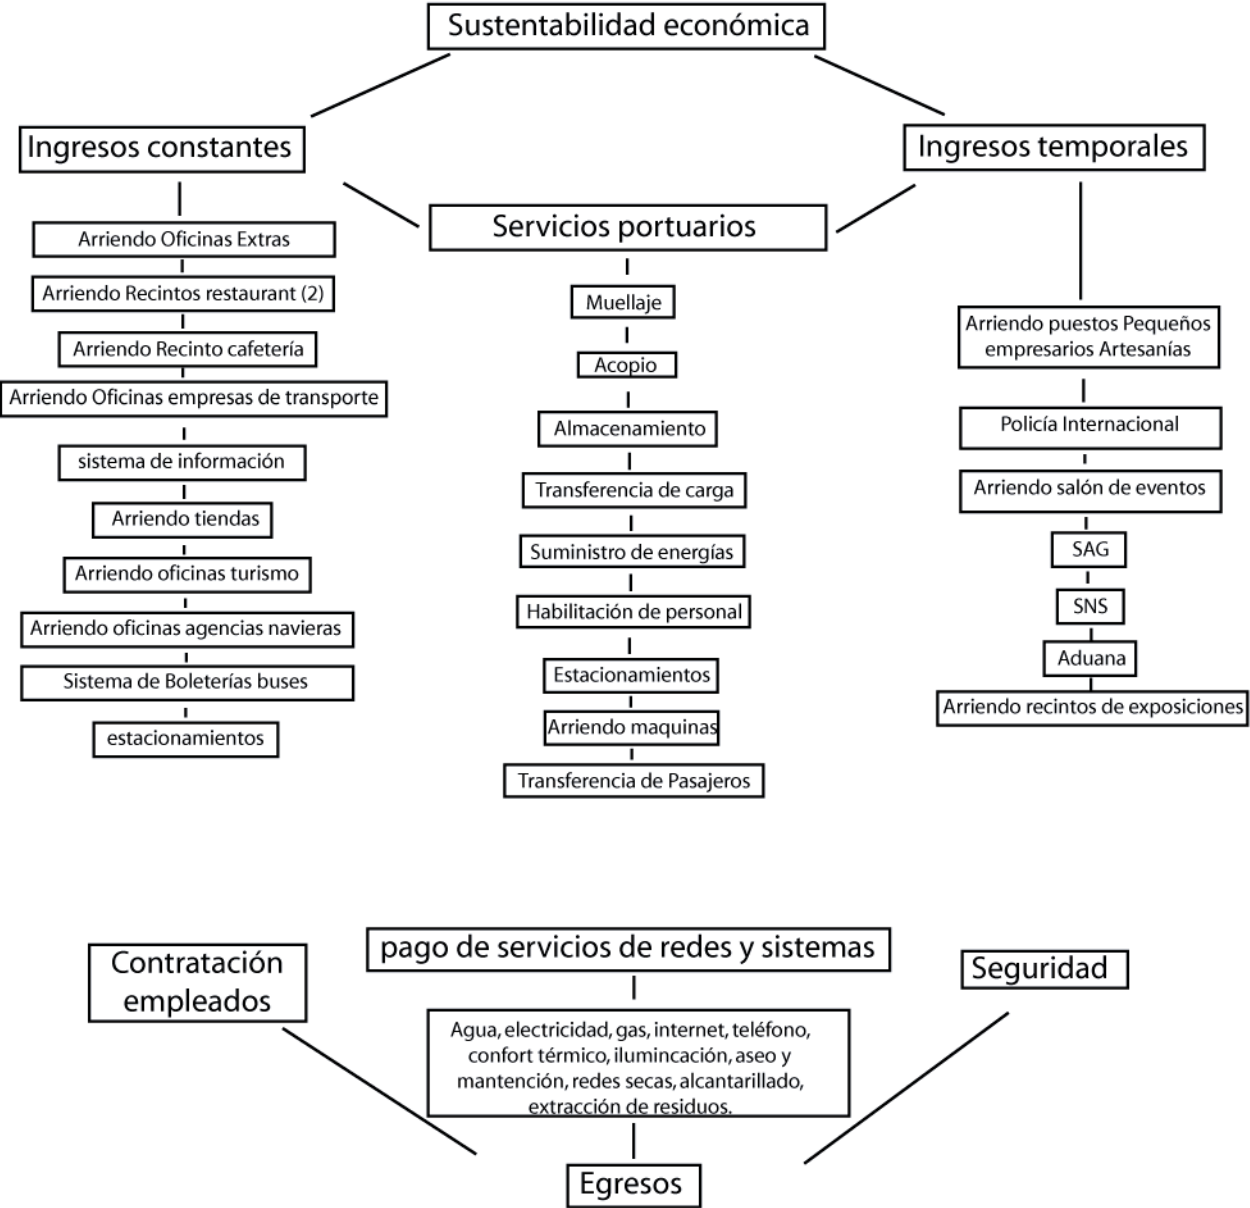 Sustentabilidad económica
Ingresos constantes
Arriendo Oficinas Extras
Arriendo Recintos restaurant (2)
Arriendo Recinto cafetería
Arriendo Oficinas empresas de transporte
sistema de información
Arriendo tiendas
Arriendo oficinas turismo
Arriendo oficinas agencias navieras
Sistema de Boleterías buses
estacionamientos
Servicios portuarios
Muellaje
Acopio
Almacenamiento
Transferencia de carga
Suministro de energías
Habilitación de personal
Estacionamientos
Arriendo maquinas
Transferencia de Pasajeros
Ingresos temporales
Arriendo puestos Pequeños
empresarios Artesanías
Policía Internacional
Arriendo salón de eventos
SAG
SNS
Aduana
Arriendo recintos de exposiciones
Contratación
empleados
pago de servicios de redes y sistemas
Agua, electricidad, gas, internet, teléfono,
confort térmico, ilumincación, aseo y
mantención, redes secas, alcantarillado,
extracción de residuos.
Seguridad
Egresos